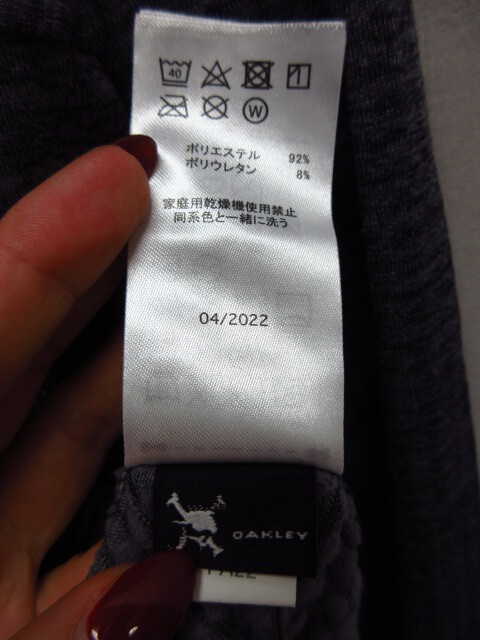 40
W
ポリエステル 92%
ポリウレタン 8%
家庭用乾燥機使用禁止
同系色と一緒に洗う
04/2022
OAKLEY